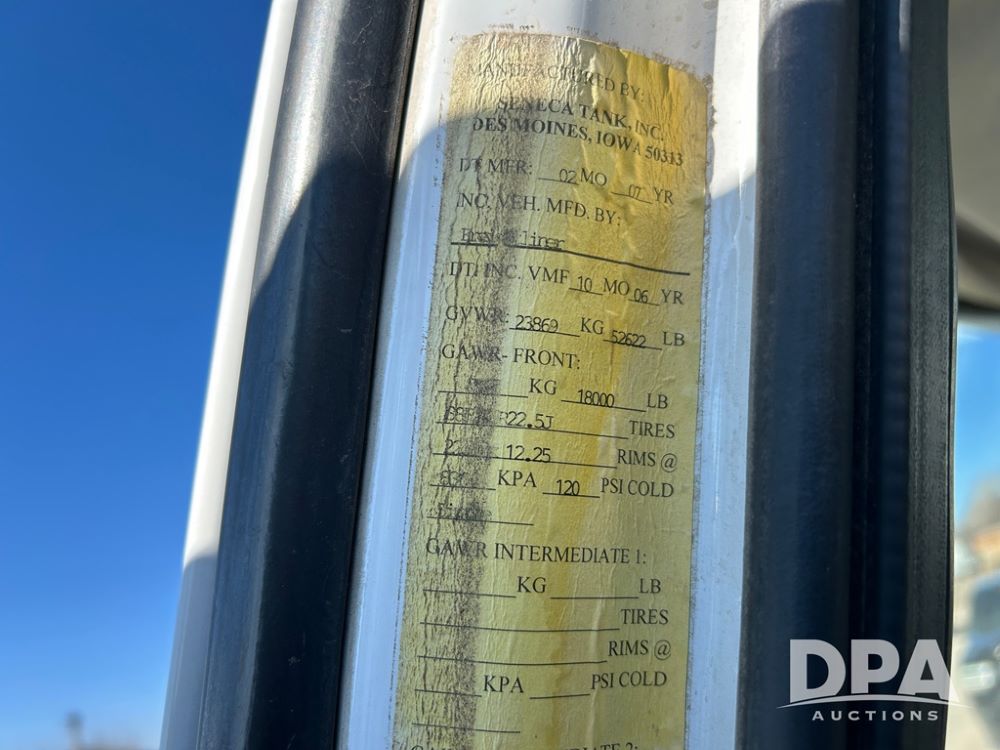 MANUFACTURED BY:
SENECA TANK, INC.
DES MOINES, IOWA 50313
DT MFR: 02 MO 07 YR
INC. VEH. MFD. BY:
DT. INC. VMF 10 MO 06 YR
GVWR: 23869 KG 52622 LB
GAWR- FRONT:
KG 18000 LB
R22.5J TIRES
12.25 RIMS @
KPA 120 PSI COLD
GAWR INTERMEDIATE 1:
KG LB
TIRES
RIMS @
KPA PSI COLD
DPA
AUCTIONS